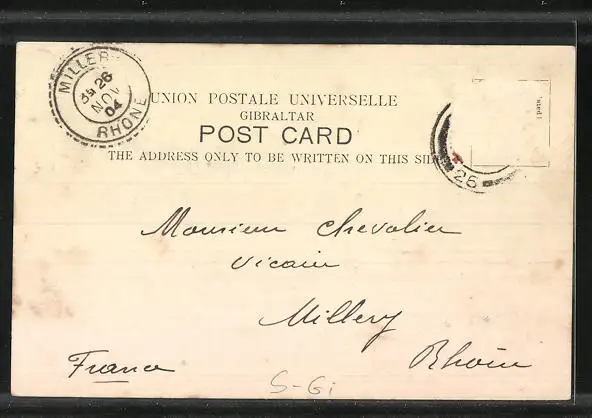 MILLERY
3E 26
NOV
04
RHONE
UNION POSTALE UNIVERSELLE
GIBRALTAR
POST CARD
THE ADDRESS ONLY TO BE WRITTEN ON THIS SIDE
26
Monsieur Chevalier
Vicaire
Millery
Rhône
France
S-Gi